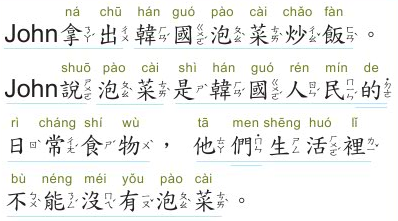 ná chū hán guó pào cài chǎo fàn
John拿出韓國泡菜炒飯。
shuō pào cài shì hán guó rén mín de
John說泡菜是韓國人民的
rì cháng shí wù， tā men shēng huó lǐ
日常食物，他們生活裡
bù néng méi yǒu pào cài
不能沒有泡菜。